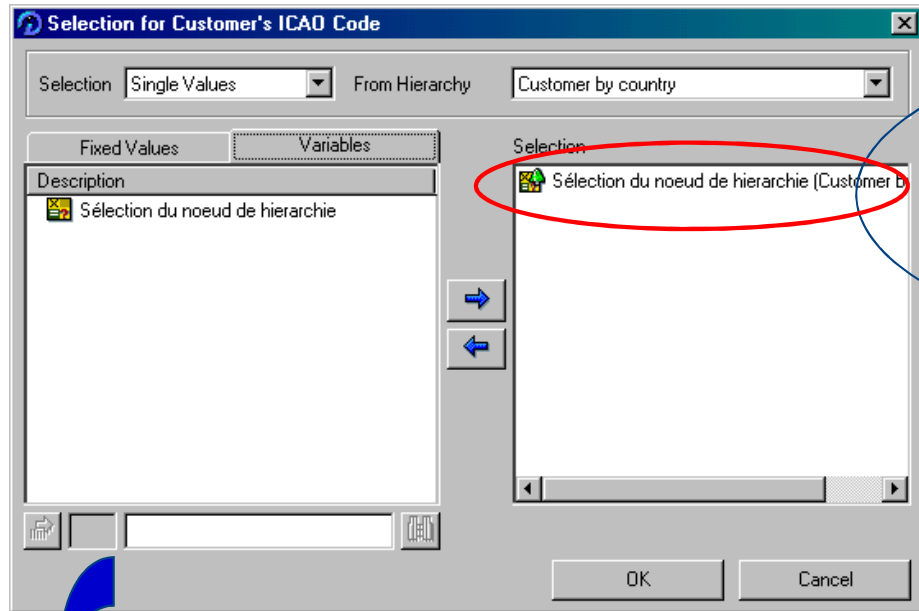 Selection for Customer's ICAO Code
Selection Single Values From Hierarchy Customer by country
Fixed Values Variables Selection
Description
Sélection du noeud de hierarchie (Customer B
Sélection du noeud de hierarchie
OK Cancel